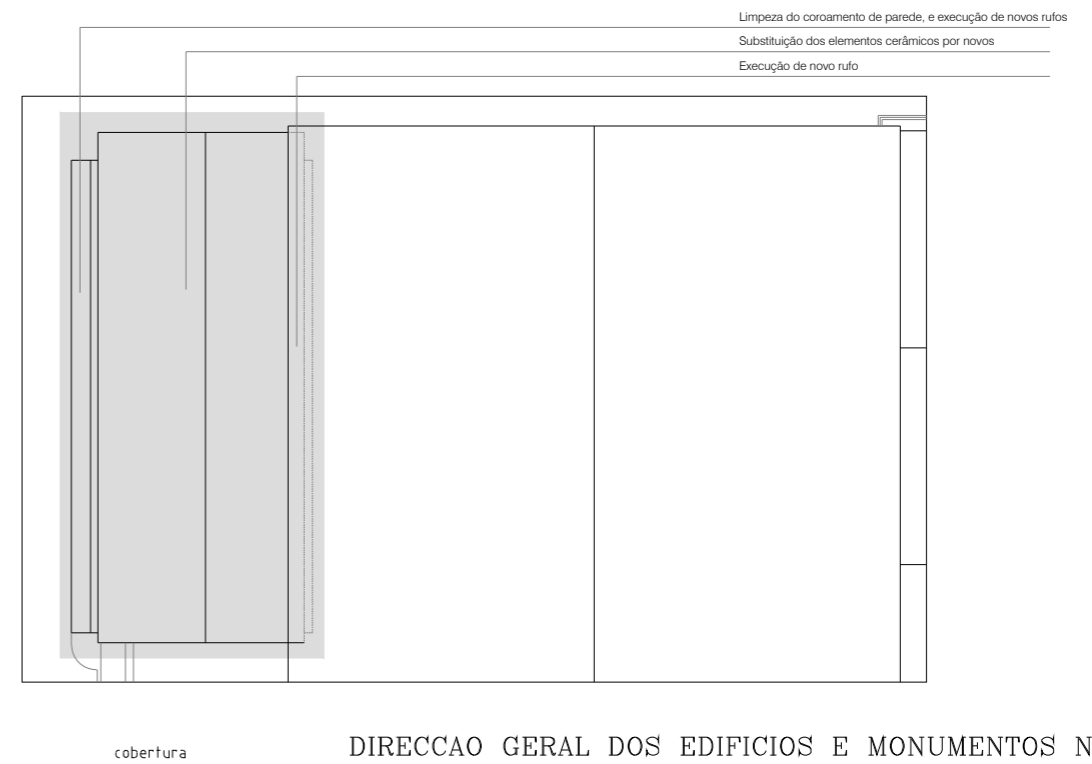 Limpeza do coroamento de parede, e execução de novos rufos
Substituição dos elementos cerâmicos por novos
Execução de novo rufo
cobertura
DIRECCAO GERAL DOS EDIFICIOS E MONUMENTOS N